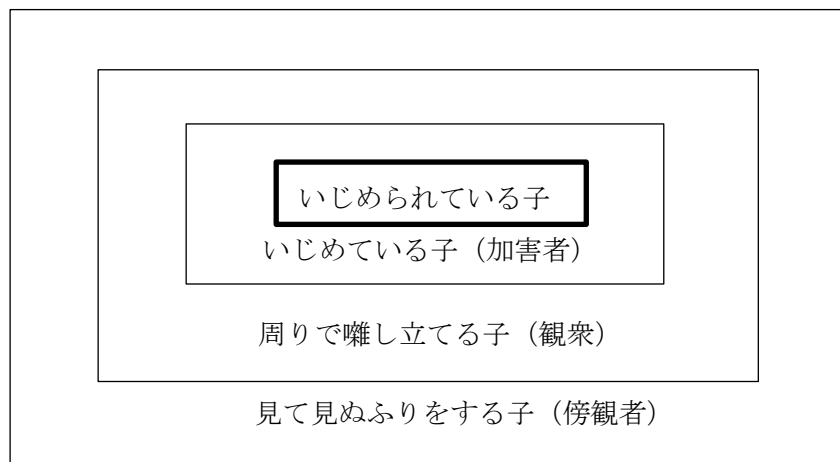 いじめられている子
いじめている子（加害者）
周りで囃し立てる子（観衆）
見て見ぬふりをする子（傍観者）